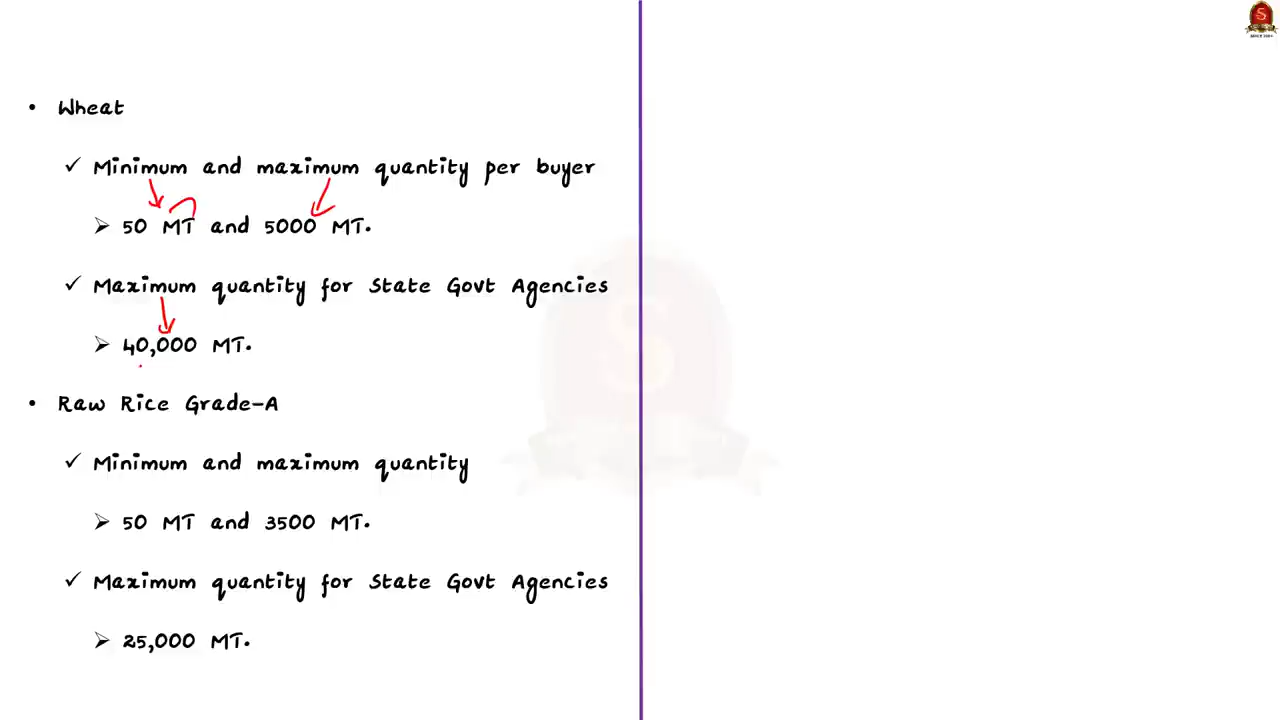 • Wheat
✓ Minimum and maximum quantity per buyer
➢ 50 MT and 5000 MT.
✓ Maximum quantity for State Govt Agencies
➢ 40,000 MT.
• Raw Rice Grade-A
✓ Minimum and maximum quantity
➢ 50 MT and 3500 MT.
✓ Maximum quantity for State Govt Agencies
➢ 25,000 MT.